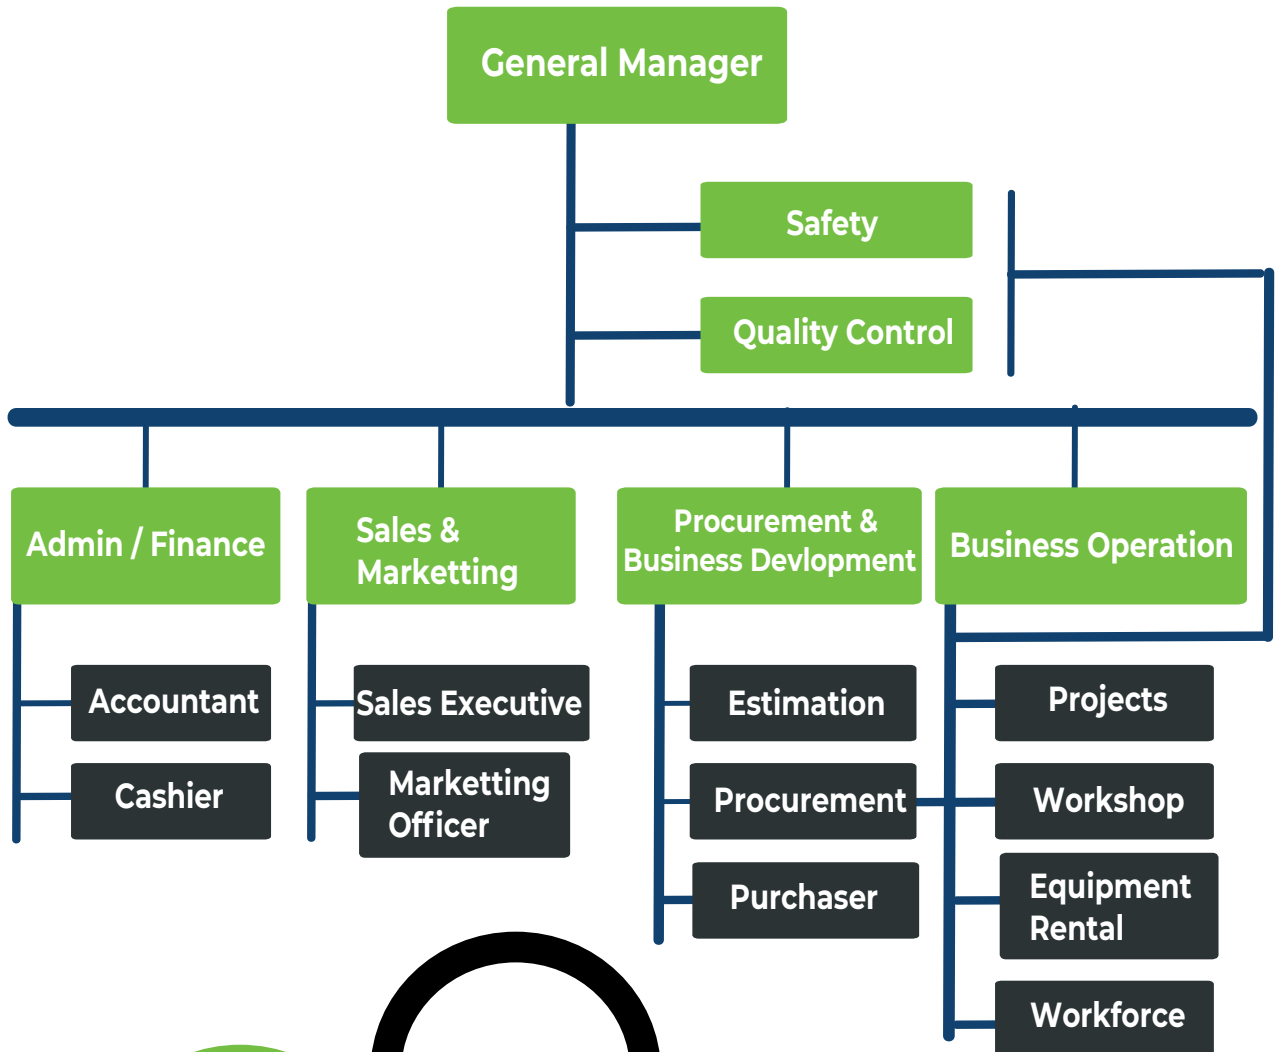 General Manager
Safety
Quality Control
Admin / Finance
Sales &
Marketting
Procurement &
Business Devlopment
Business Operation
Accountant
Cashier
Sales Executive
Marketting
Officer
Estimation
Procurement
Purchaser
Projects
Workshop
Equipment
Rental
Workforce